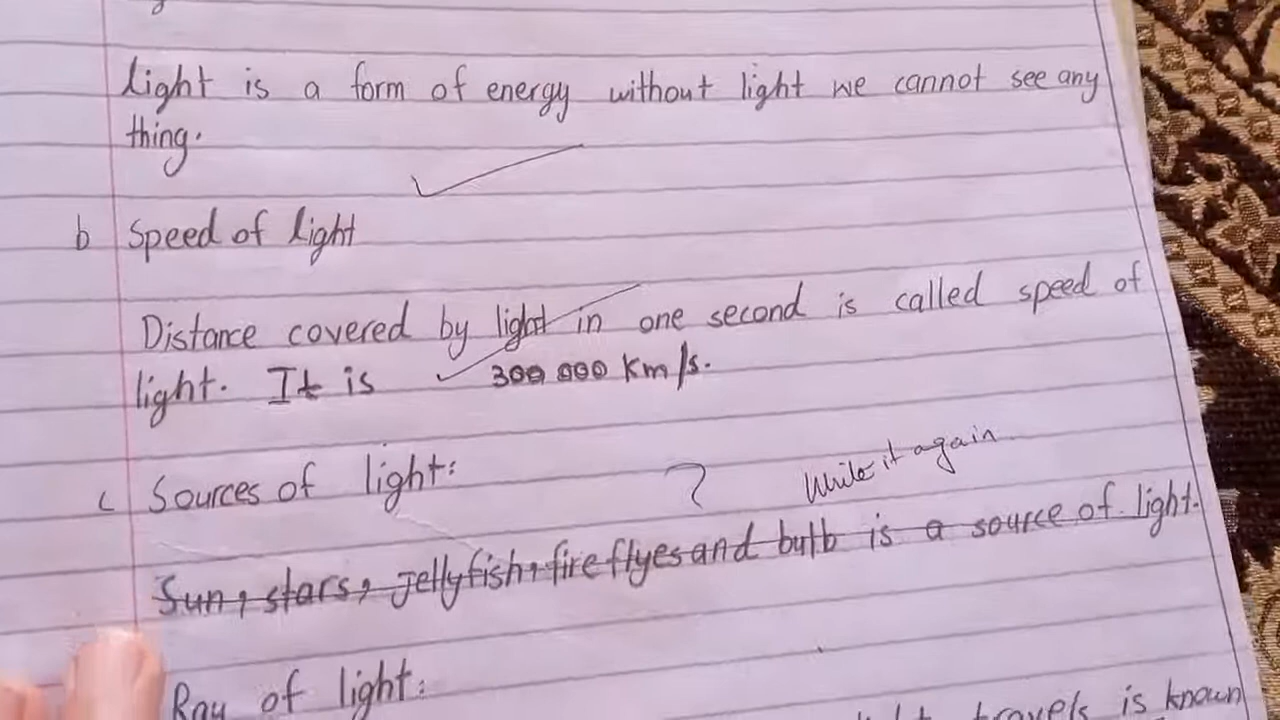 Light is a form of energy without light we cannot see any
thing.
b Speed of light
Distance covered by light in one second is called speed of
light. It is 300 000 Km/s.
c Sources of light:
? Write it again
Sun, stars, Jellyfish, fireflyes and bulb is a source of light.
Ray of light:
travels is known